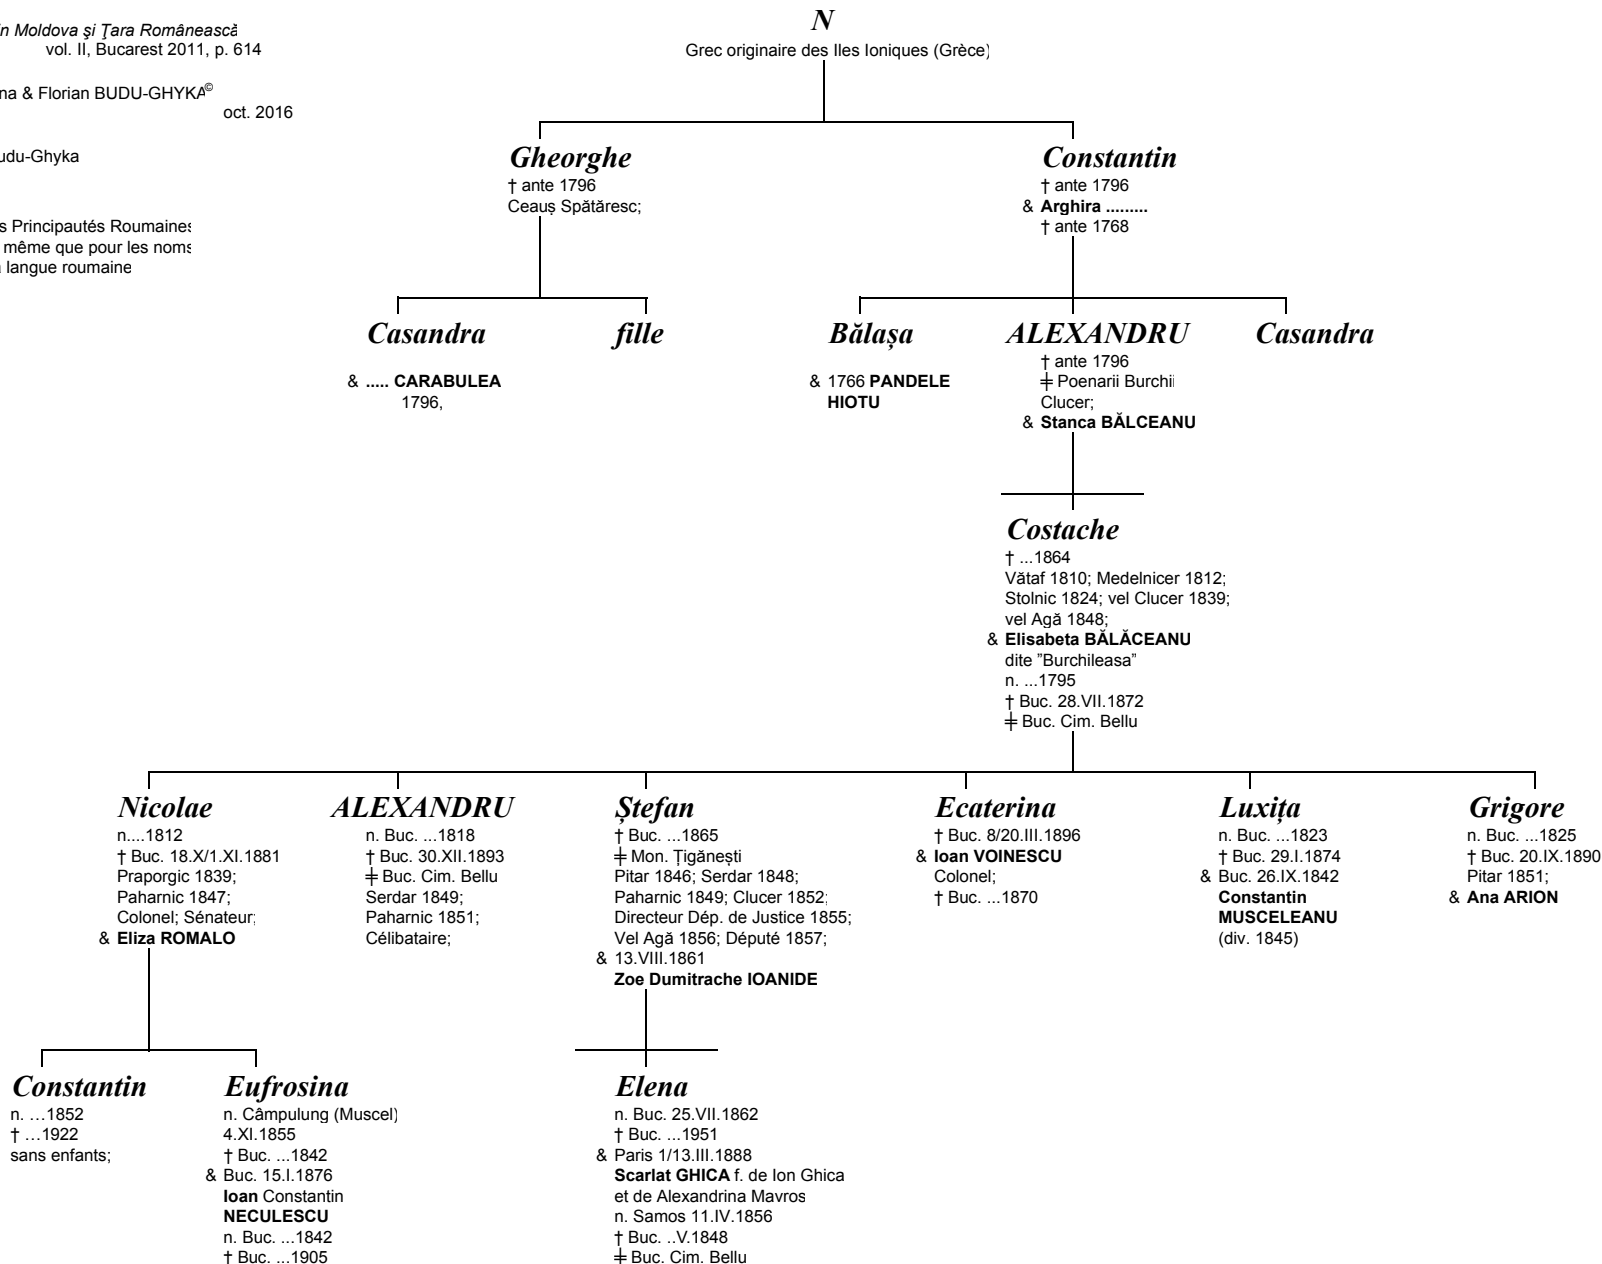 n Moldova şi Ţara Românească
vol. II, Bucarest 2011, p. 614
na & Florian BUDU-GHYKA©
oct. 2016
udu-Ghyka
s Principautés Roumaines
même que pour les noms
langue roumaine
N
Grec originaire des Iles Ioniques (Grèce)
Gheorghe
† ante 1796
Ceauș Spătăresc;
Constantin
† ante 1796
& Arghira .........
† ante 1768
Casandra
& ..... CARABULEA
1796,
fille
Bălașa
& 1766 PANDELE
HIOTU
ALEXANDRU
† ante 1796
ǂ Poenarii Burchii
Clucer;
& Stanca BĂLCEANU
Casandra
Costache
† ...1864
Vătaf 1810; Medelnicer 1812;
Stolnic 1824; vel Clucer 1839;
vel Agă 1848;
& Elisabeta BĂLĂCEANU
dite ”Burchileasa”
n. ...1795
† Buc. 28.VII.1872
ǂ Buc. Cim. Bellu
Nicolae
n....1812
† Buc. 18.X/1.XI.1881
Praporgic 1839;
Paharnic 1847;
Colonel; Sénateur;
& Eliza ROMALO
ALEXANDRU
n. Buc. ...1818
† Buc. 30.XII.1893
ǂ Buc. Cim. Bellu
Serdar 1849;
Paharnic 1851;
Célibataire;
Ștefan
† Buc. ...1865
ǂ Mon. Țigănești
Pitar 1846; Serdar 1848;
Paharnic 1849; Clucer 1852;
Directeur Dép. de Justice 1855;
Vel Agă 1856; Député 1857;
& 13.VIII.1861
Zoe Dumitrache IOANIDE
Ecaterina
† Buc. 8/20.III.1896
& Ioan VOINESCU
Colonel;
† Buc. ...1870
Luxița
n. Buc. ...1823
† Buc. 29.I.1874
& Buc. 26.IX.1842
Constantin
MUSCELEANU
(div. 1845)
Grigore
n. Buc. ...1825
† Buc. 20.IX.1890
Pitar 1851;
& Ana ARION
Constantin
n. …1852
† …1922
sans enfants;
Eufrosina
n. Câmpulung (Muscel)
4.XI.1855
† Buc. ...1842
& Buc. 15.I.1876
Ioan Constantin
NECULESCU
n. Buc. ...1842
† Buc. ...1905
Elena
n. Buc. 25.VII.1862
† Buc. ...1951
& Paris 1/13.III.1888
Scarlat GHICA f. de Ion Ghica
et de Alexandrina Mavros
n. Samos 11.IV.1856
† Buc. ..V.1848
ǂ Buc. Cim. Bellu